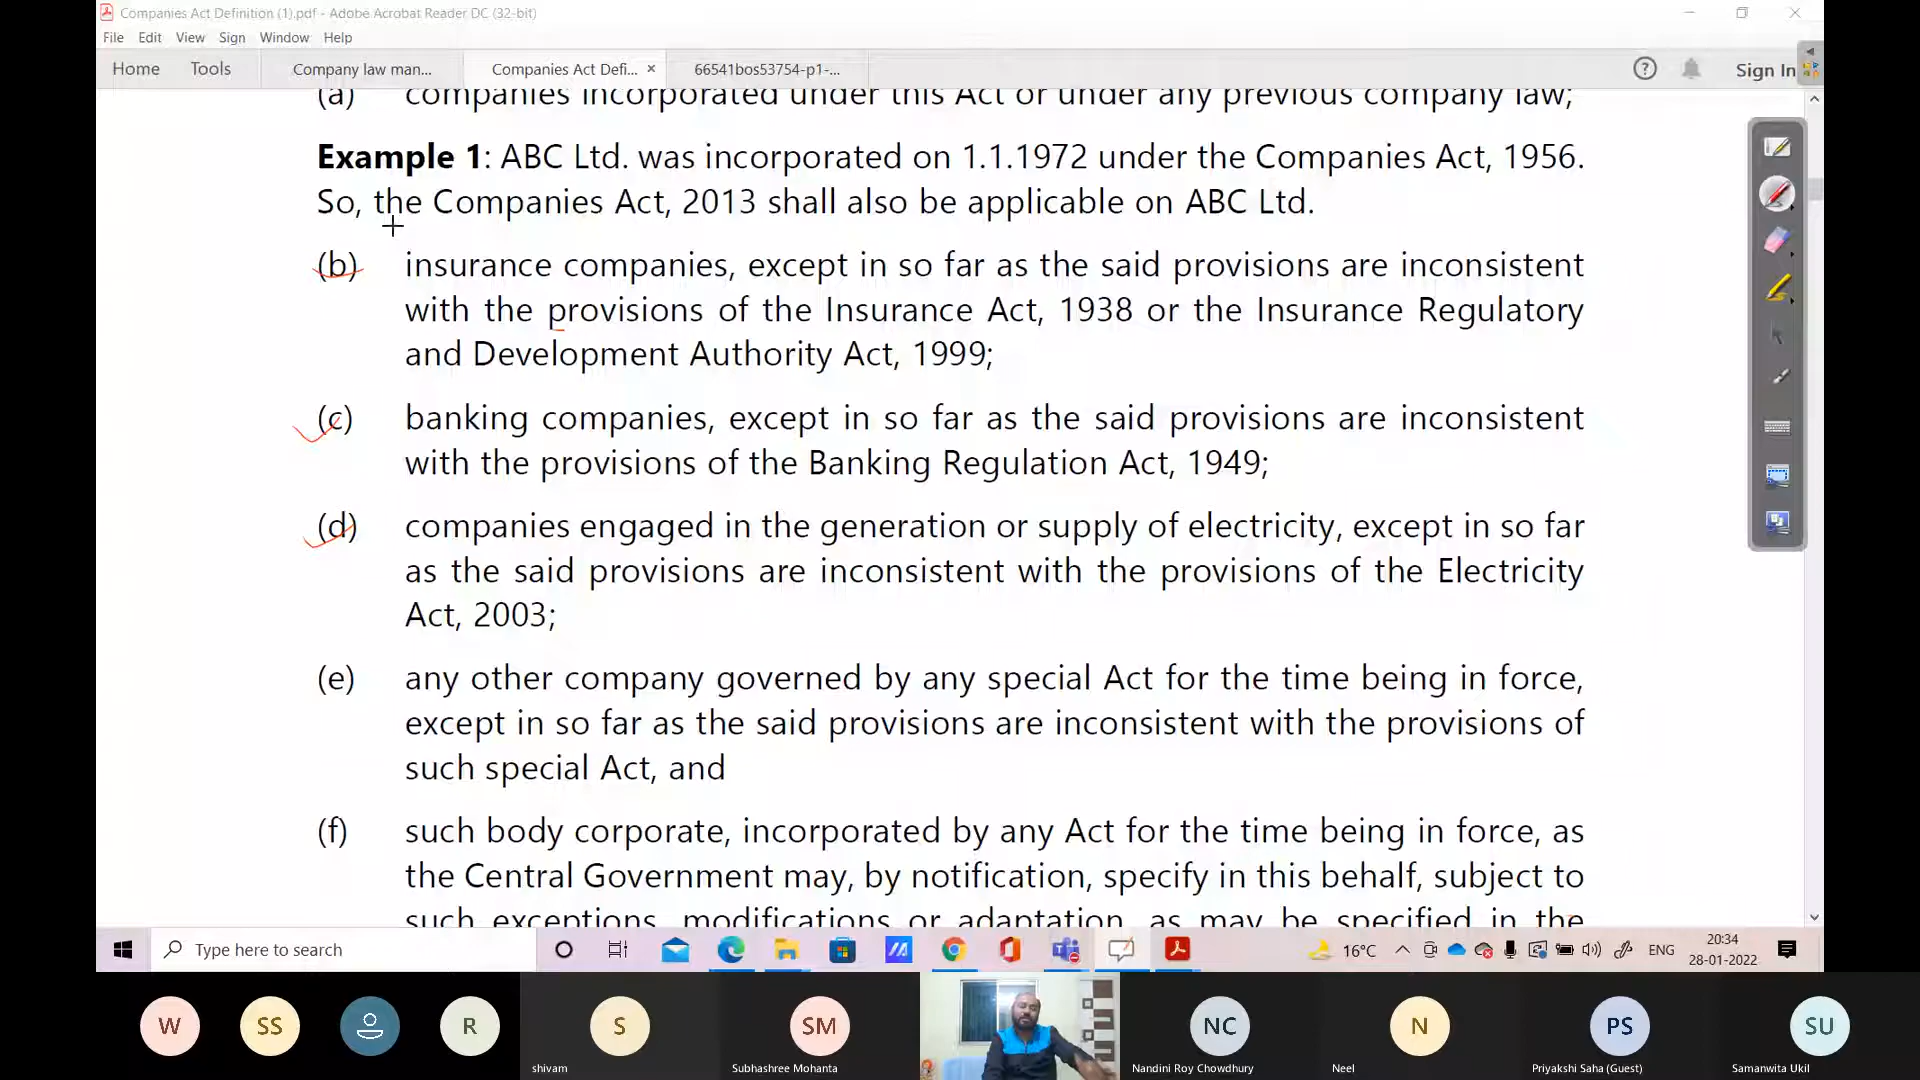 Companies Act Definition (1).pdf - Adobe Acrobat Reader DC (32-bit)
File Edit View Sign Window Help
Home Tools Company law man... Companies Act Defi... × 66541bos53754-p1-... ? Sign In
(a) companies incorporated under this Act or under any previous company law;
Example 1: ABC Ltd. was incorporated on 1.1.1972 under the Companies Act, 1956.
So, the Companies Act, 2013 shall also be applicable on ABC Ltd.
(b) insurance companies, except in so far as the said provisions are inconsistent
with the provisions of the Insurance Act, 1938 or the Insurance Regulatory
and Development Authority Act, 1999;
(c) banking companies, except in so far as the said provisions are inconsistent
with the provisions of the Banking Regulation Act, 1949;
(d) companies engaged in the generation or supply of electricity, except in so far
as the said provisions are inconsistent with the provisions of the Electricity
Act, 2003;
(e) any other company governed by any special Act for the time being in force,
except in so far as the said provisions are inconsistent with the provisions of
such special Act, and
(f) such body corporate, incorporated by any Act for the time being in force, as
the Central Government may, by notification, specify in this behalf, subject to
such exceptions, modifications or adaptation, as may be specified in the
Type here to search 16°C ENG 20:34
28-01-2022
W SS R S SM NC N PS SU
shivam Subhashree Mohanta Nandini Roy Chowdhury Neel Priyakshi Saha (Guest) Samanwita Ukil